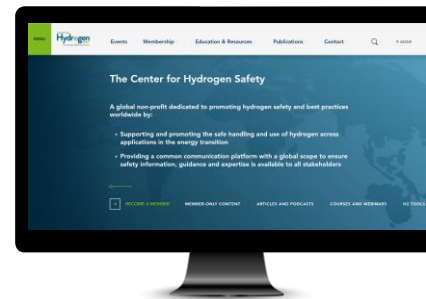 MENU
Hydrogen
Events
Membership
Education & Resources
Publications
Contact
The Center for Hydrogen Safety
A global non-profit dedicated to promoting hydrogen safety and best practices
worldwide by:
• Supporting and promoting the safe handling and use of hydrogen across
applications in the energy transition
• Providing a common communication platform with a global scope to ensure
safety information, guidance and expertise is available to all stakeholders
BECOME A MEMBER
MEMBER-ONLY CONTENT
ARTICLES AND PODCASTS
COURSES AND WEBINARS
H2 TOOLS